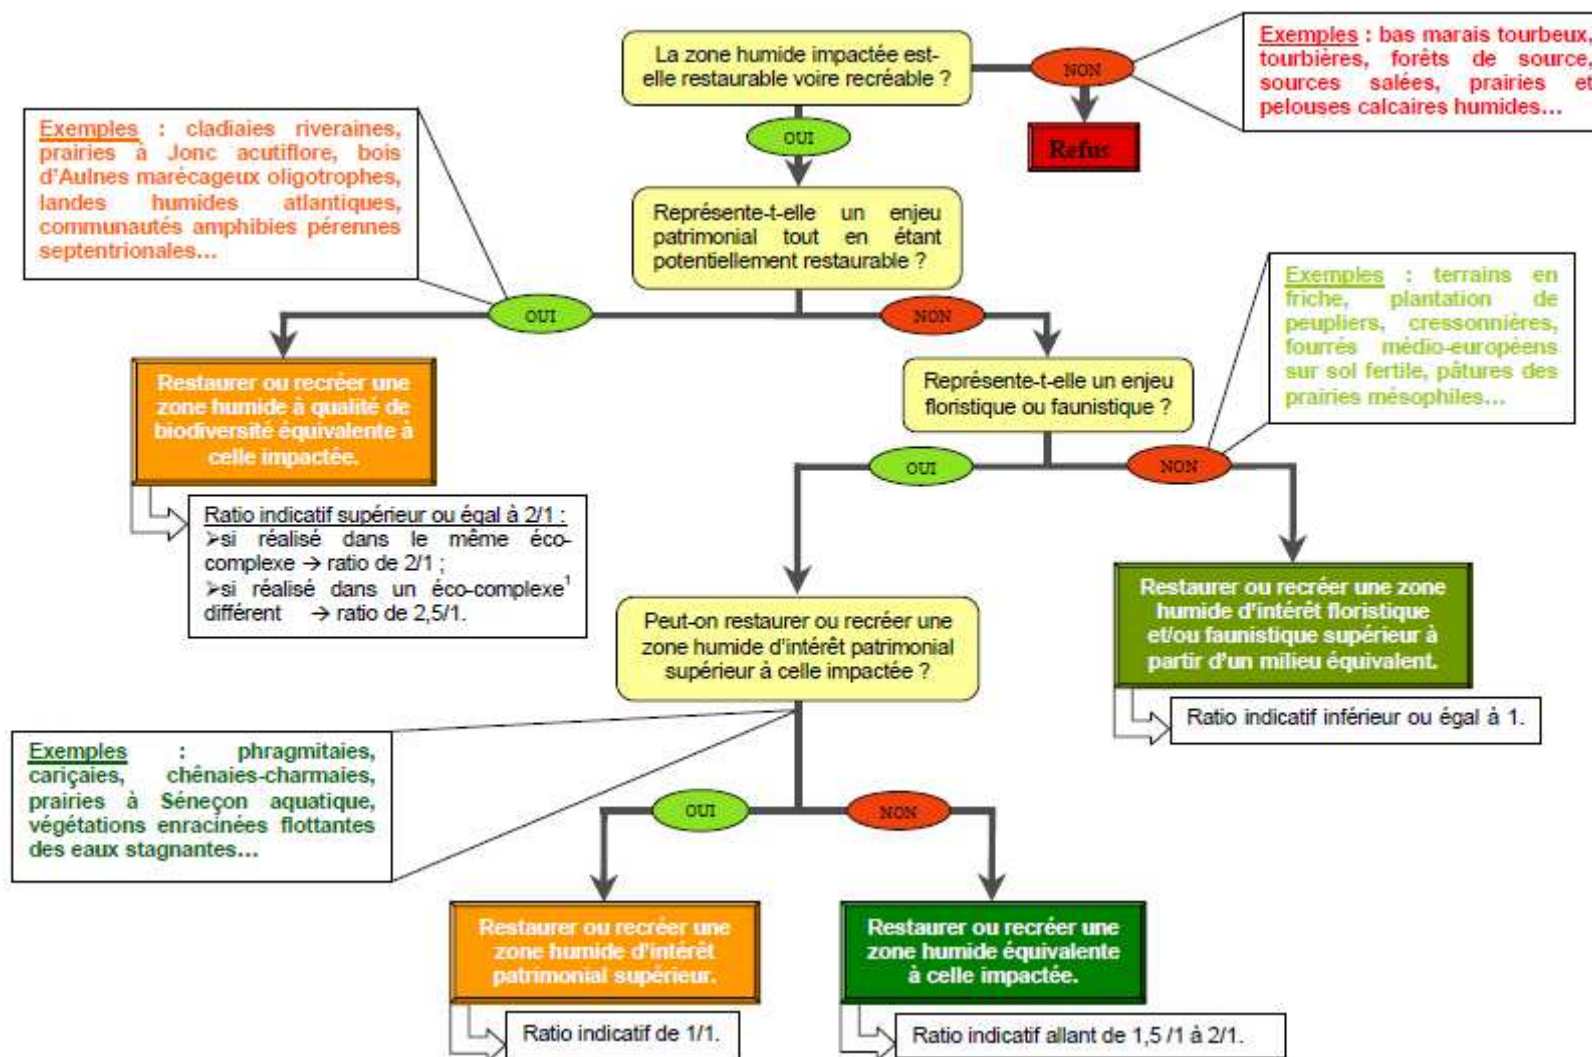 La zone humide impactée est-
elle restaurable voire recréable ?
NON
Exemples : bas marais tourbeux,
tourbières, forêts de source,
sources salées, prairies et
pelouses calcaires humides…
OUI
Refus
Exemples : cladiaies riveraines,
prairies à Jonc acutiflore, bois
d'Aulnes marécageux oligotrophes,
landes humides atlantiques,
communautés amphibies pérennes
septentrionales…
Représente-t-elle un enjeu
patrimonial tout en étant
potentiellement restaurable ?
OUI
NON
Exemples : terrains en
friche, plantation de
peupliers, cressonnières,
fourrés médio-européens
sur sol fertile, pâtures des
prairies mésophiles…
Restaurer ou recréer une
zone humide à qualité de
biodiversité équivalente à
celle impactée.
Représente-t-elle un enjeu
floristique ou faunistique ?
OUI
NON
Ratio indicatif supérieur ou égal à 2/1 :
➢si réalisé dans le même éco-
complexe → ratio de 2/1 ;
➢si réalisé dans un éco-complexe¹
différent → ratio de 2,5/1.
Restaurer ou recréer une zone
humide d'intérêt floristique
et/ou faunistique supérieur à
partir d'un milieu équivalent.
Ratio indicatif inférieur ou égal à 1.
Peut-on restaurer ou recréer une
zone humide d'intérêt patrimonial
supérieur à celle impactée ?
Exemples : phragmitaies,
cariçaies, chênaies-charmaies,
prairies à Séneçon aquatique,
végétations enracinées flottantes
des eaux stagnantes…
OUI
NON
Restaurer ou recréer une
zone humide d'intérêt
patrimonial supérieur.
Ratio indicatif de 1/1.
Restaurer ou recréer une
zone humide équivalente
à celle impactée.
Ratio indicatif allant de 1,5 /1 à 2/1.